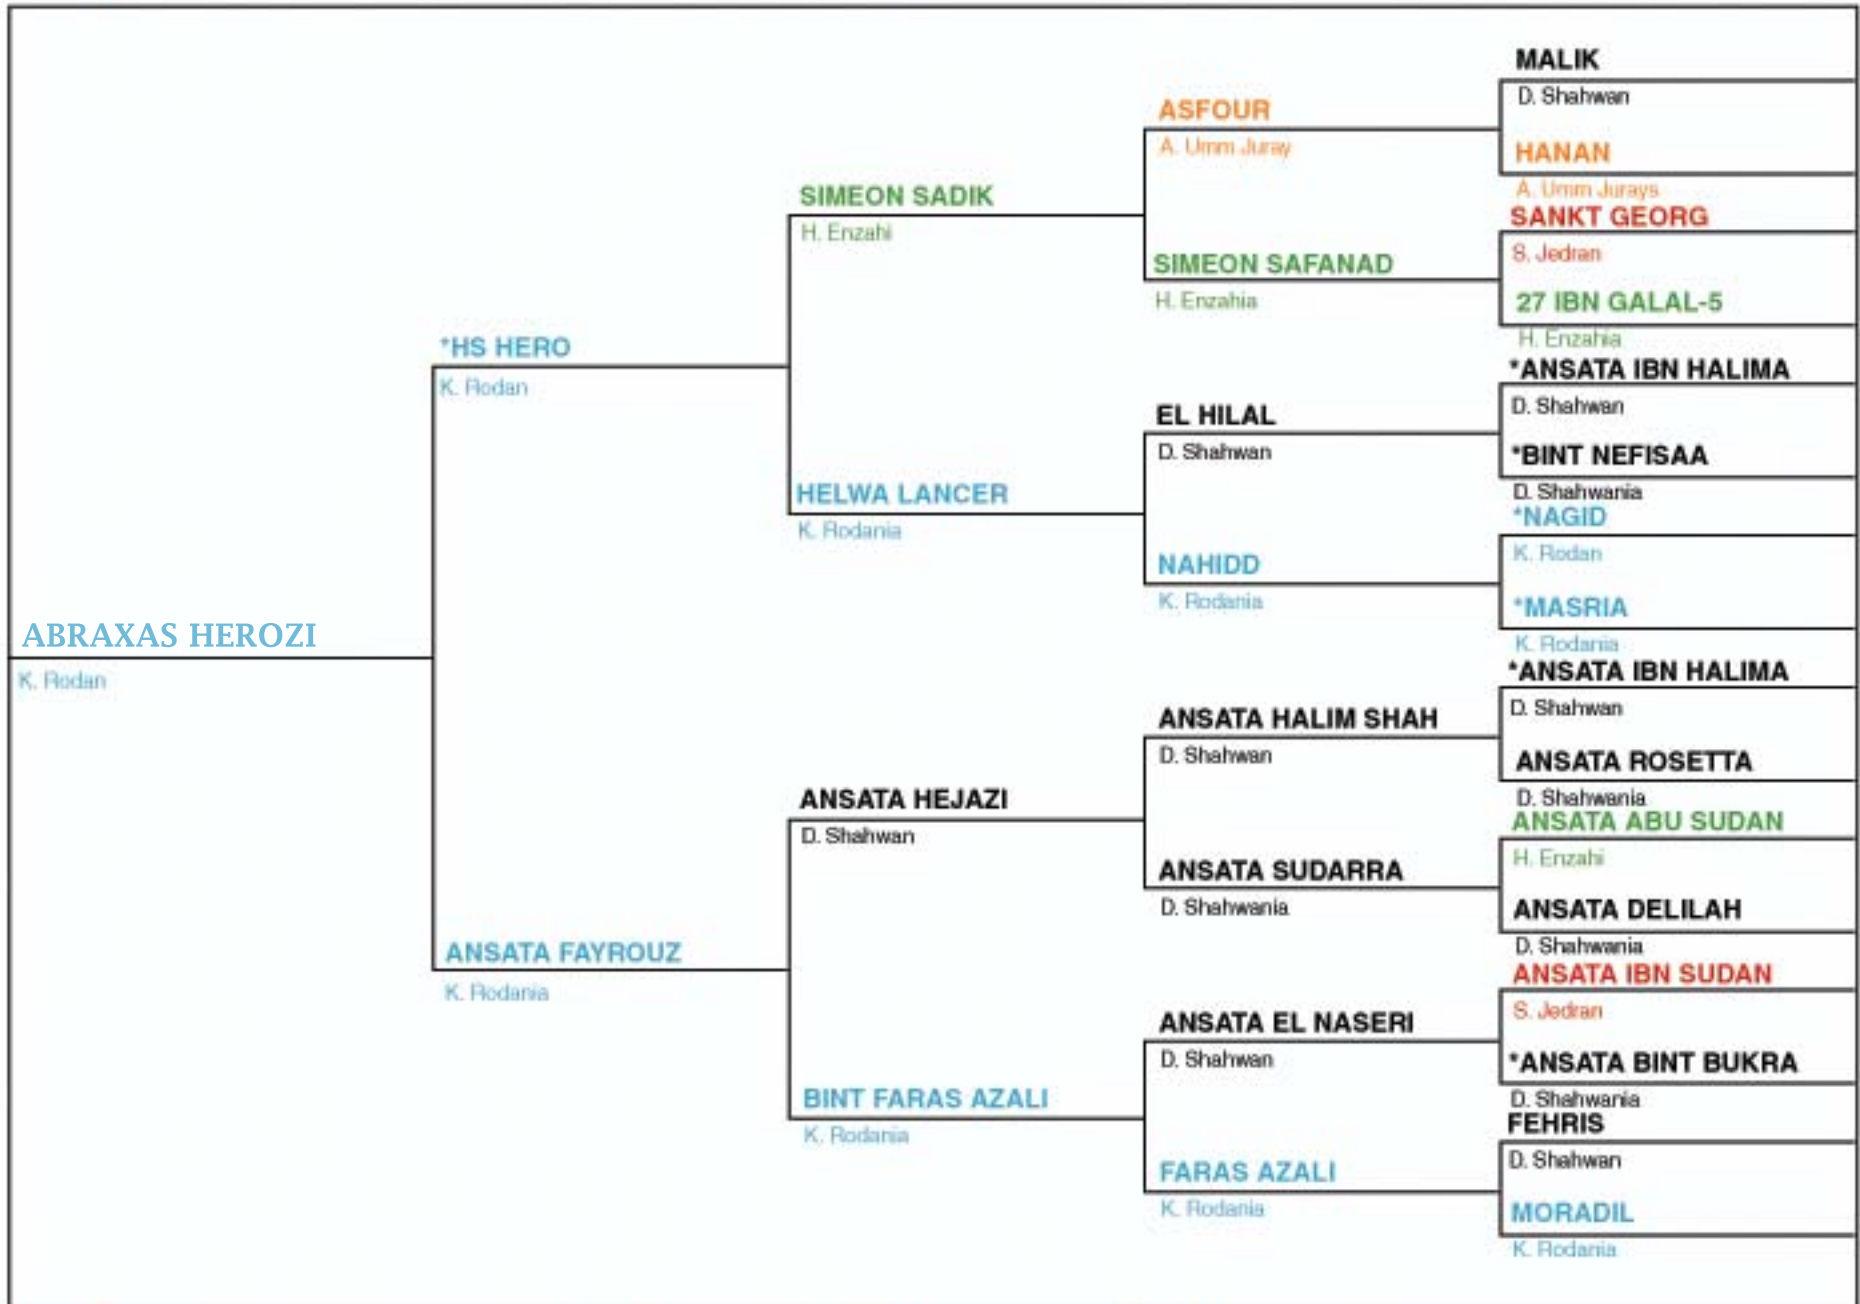 MALIK
D. Shahwan
ASFOUR
A. Umm Juray
HANAN
A. Umm Jurays
SIMEON SADIK
H. Enzahi
SANKT GEORG
S. Jedran
SIMEON SAFANAD
H. Enzahia
27 IBN GALAL-5
H. Enzahia
*HS HERO
K. Rodan
*ANSATA IBN HALIMA
D. Shahwan
EL HILAL
D. Shahwan
*BINT NEFISAA
D. Shahwania
HELWA LANCER
K. Rodania
*NAGID
K. Rodan
NAHIDD
K. Rodania
*MASRIA
K. Rodania
ABRAXAS HEROZI
K. Rodan
*ANSATA IBN HALIMA
D. Shahwan
ANSATA HALIM SHAH
D. Shahwan
ANSATA ROSETTA
D. Shahwania
ANSATA HEJAZI
D. Shahwan
ANSATA ABU SUDAN
H. Enzahi
ANSATA SUDARRA
D. Shahwania
ANSATA DELILAH
D. Shahwania
ANSATA FAYROUZ
K. Rodania
ANSATA IBN SUDAN
S. Jedran
ANSATA EL NASERI
D. Shahwan
*ANSATA BINT BUKRA
D. Shahwania
BINT FARAS AZALI
K. Rodania
FEHRIS
D. Shahwan
FARAS AZALI
K. Rodania
MORADIL
K. Rodania